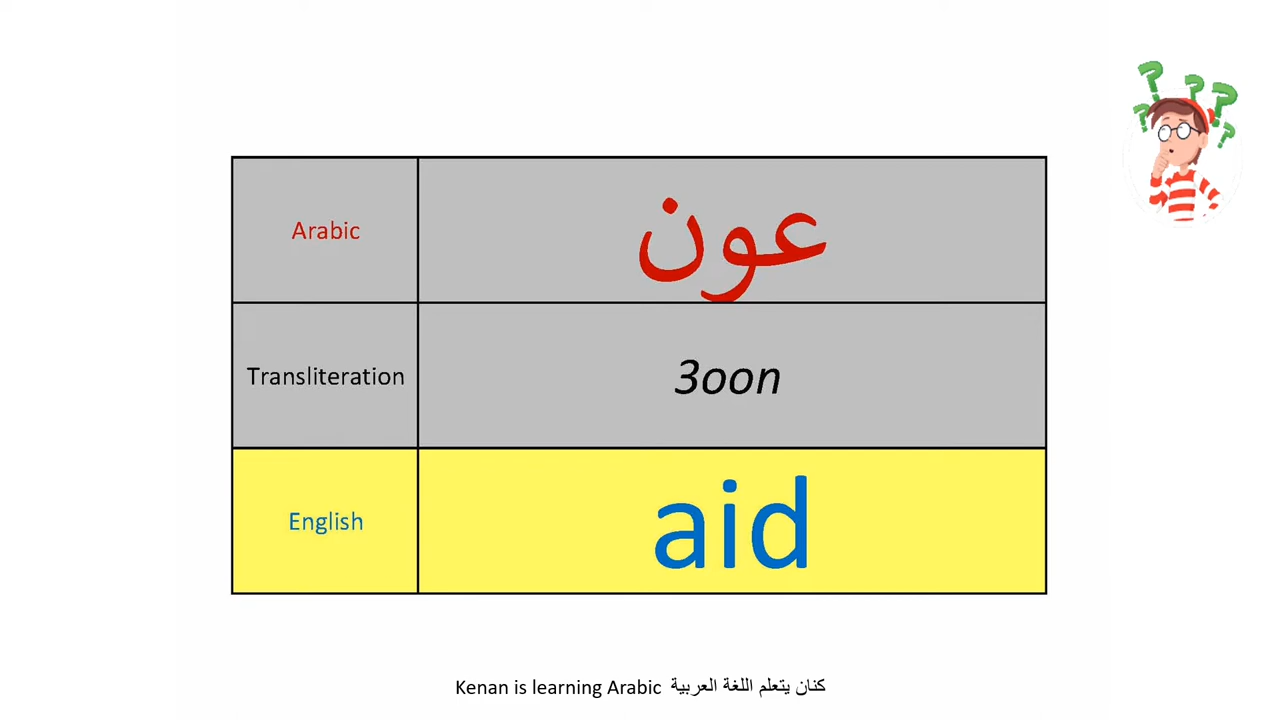 Arabic
عون
Transliteration
3oon
English
aid
Kenan is learning Arabic كنان يتعلم اللغة العربية